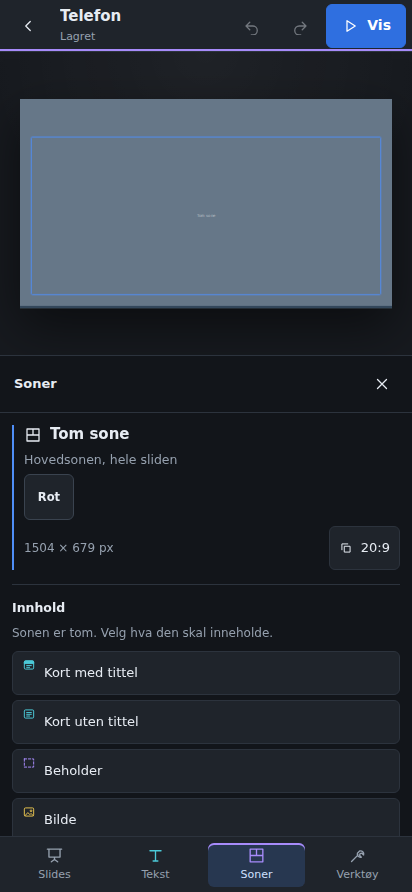 Telefon
Lagret
Vis
Soner
Tom sone
Hovedsonen, hele sliden
Rot
1504 × 679 px
20:9
Innhold
Sonen er tom. Velg hva den skal inneholde.
Kort med tittel
Kort uten tittel
Beholder
Bilde
Slides
Tekst
Soner
Verktøy